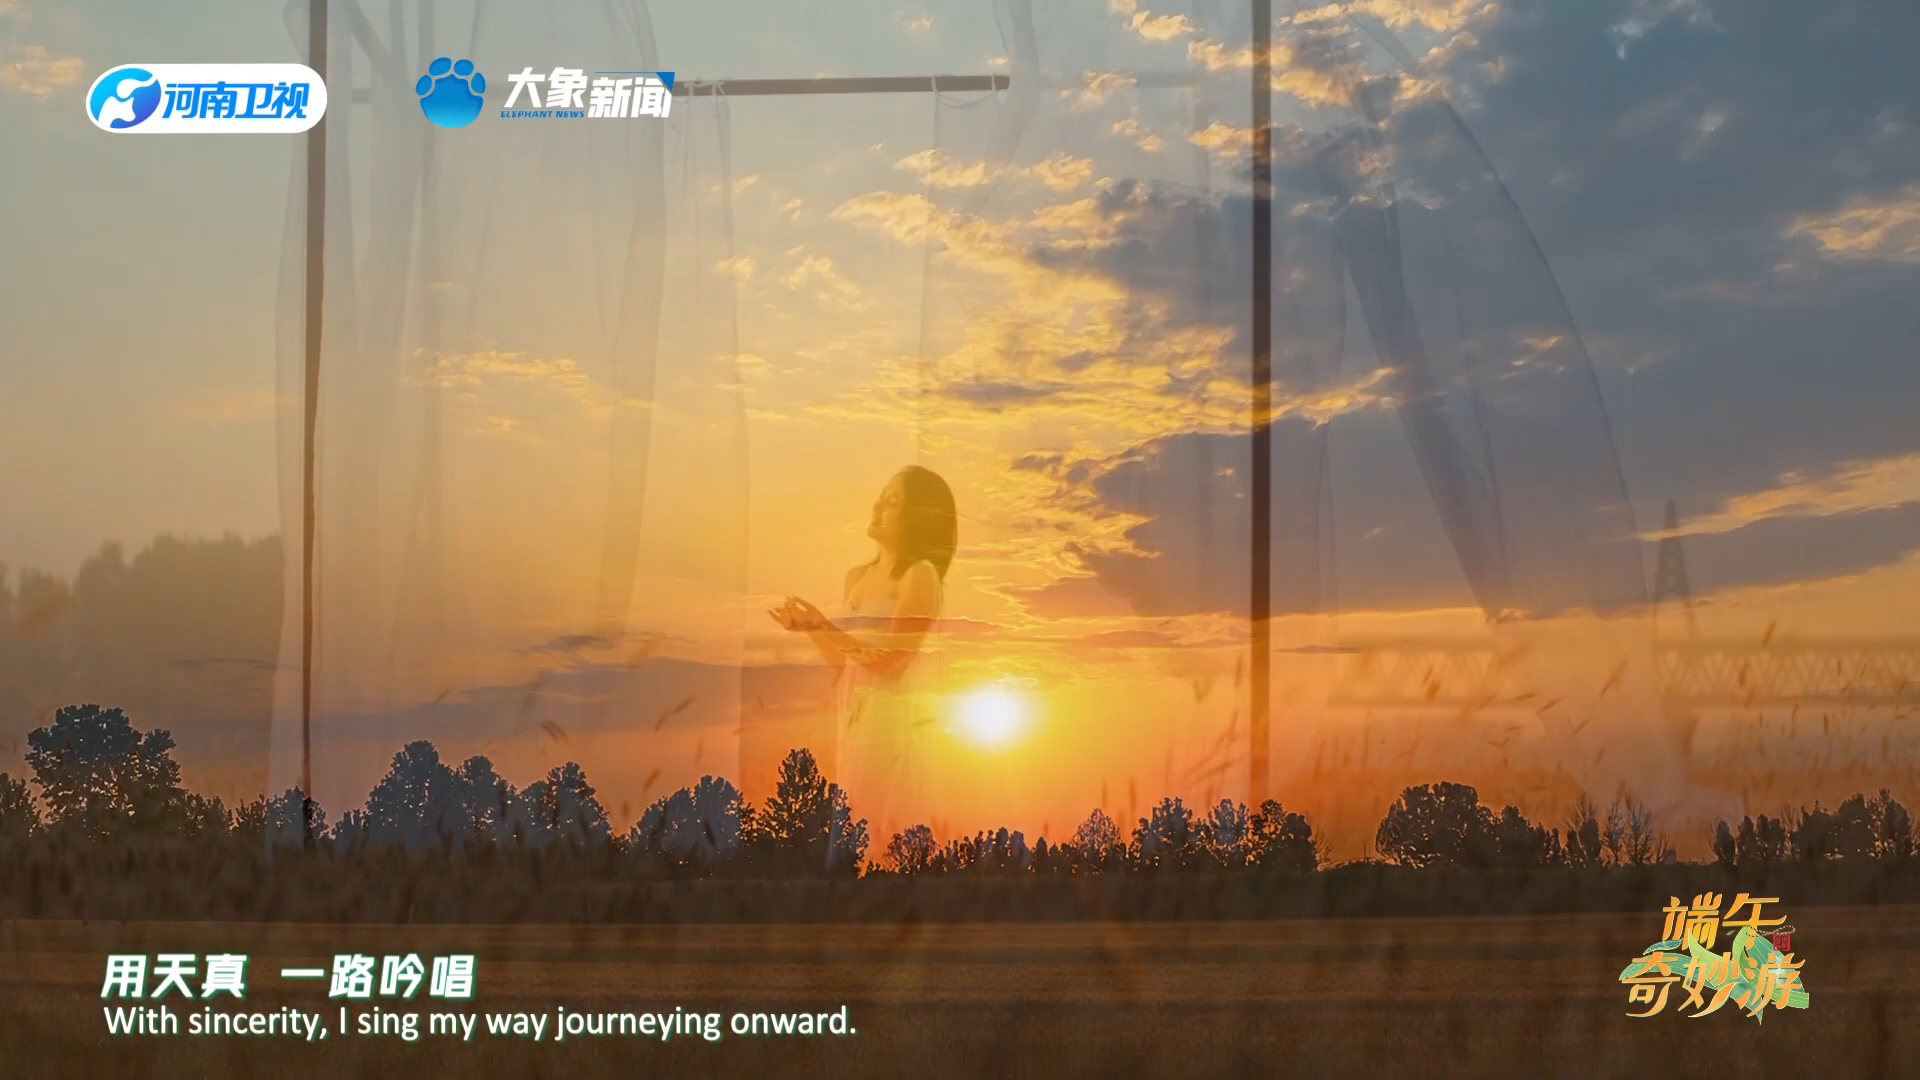 河南卫视
大象新闻
ELEPHANT NEWS
用天真 一路吟唱
With sincerity, I sing my way journeying onward.
端午
奇妙游